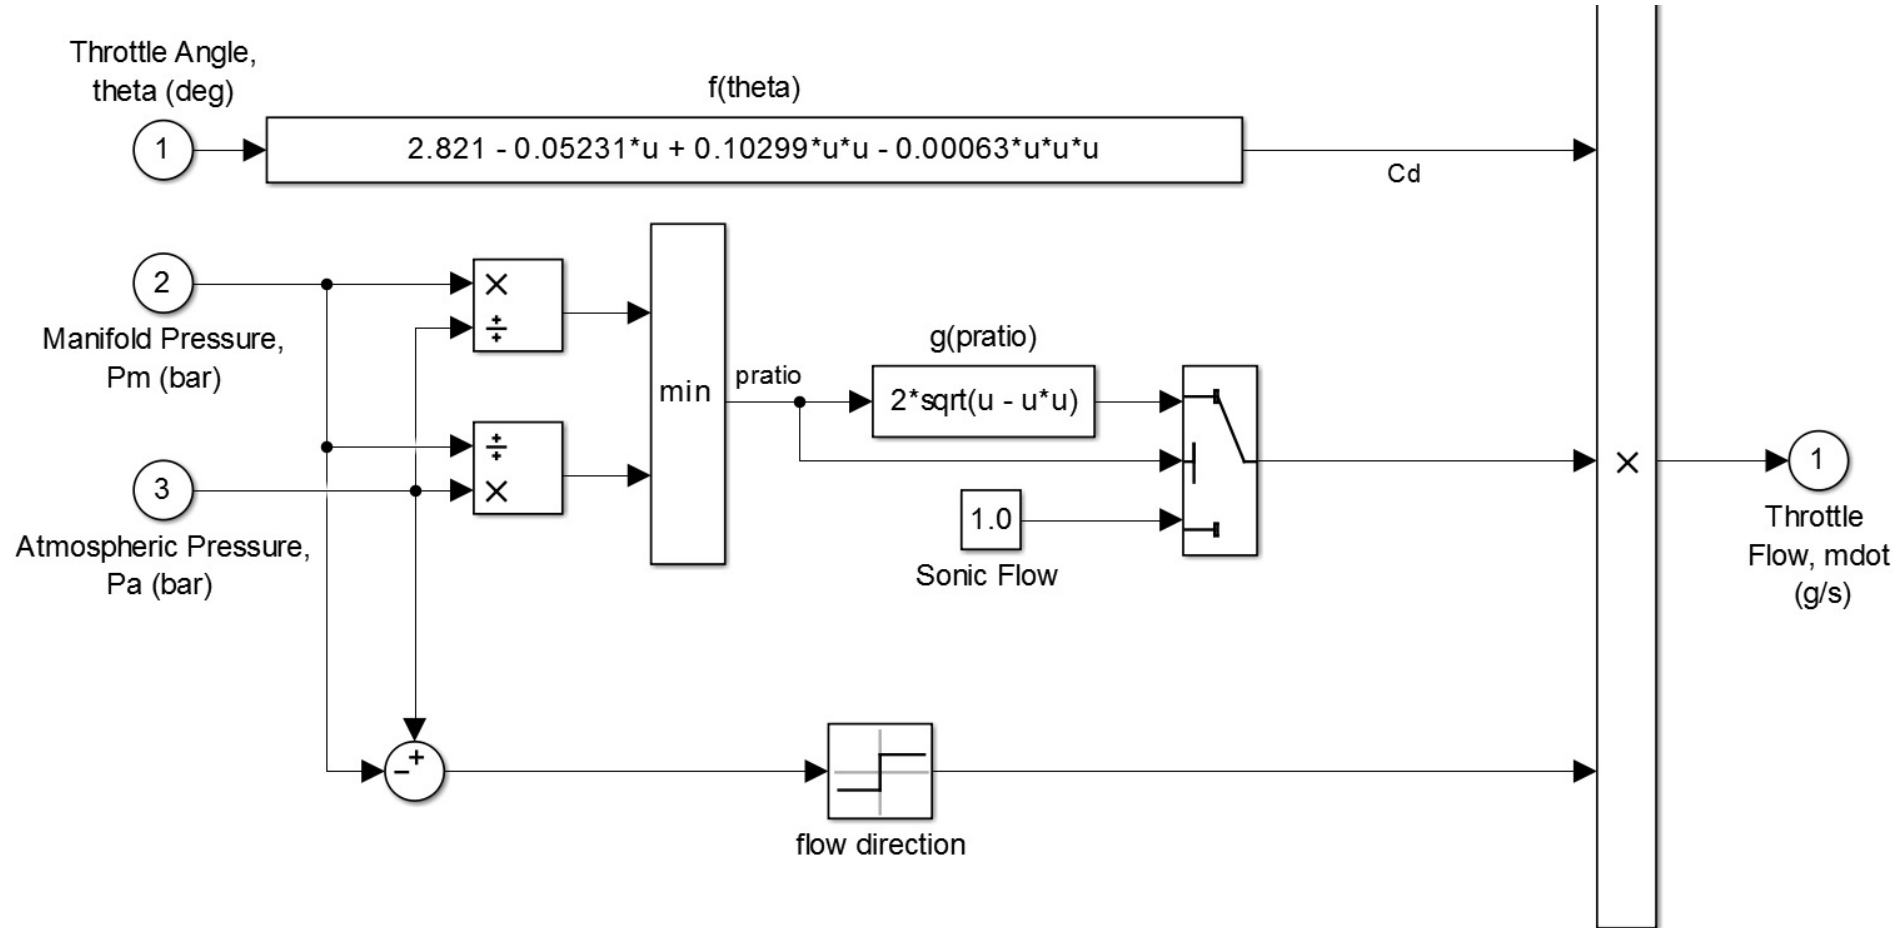 Throttle Angle,
theta (deg)
1
f(theta)
2.821 - 0.05231*u + 0.10299*u*u - 0.00063*u*u*u
Cd
2
Manifold Pressure,
Pm (bar)
×
÷
÷
×
3
Atmospheric Pressure,
Pa (bar)
min
pratio
g(pratio)
2*sqrt(u - u*u)
1.0
Sonic Flow
×
1
Throttle
Flow, mdot
(g/s)
+
−
flow direction